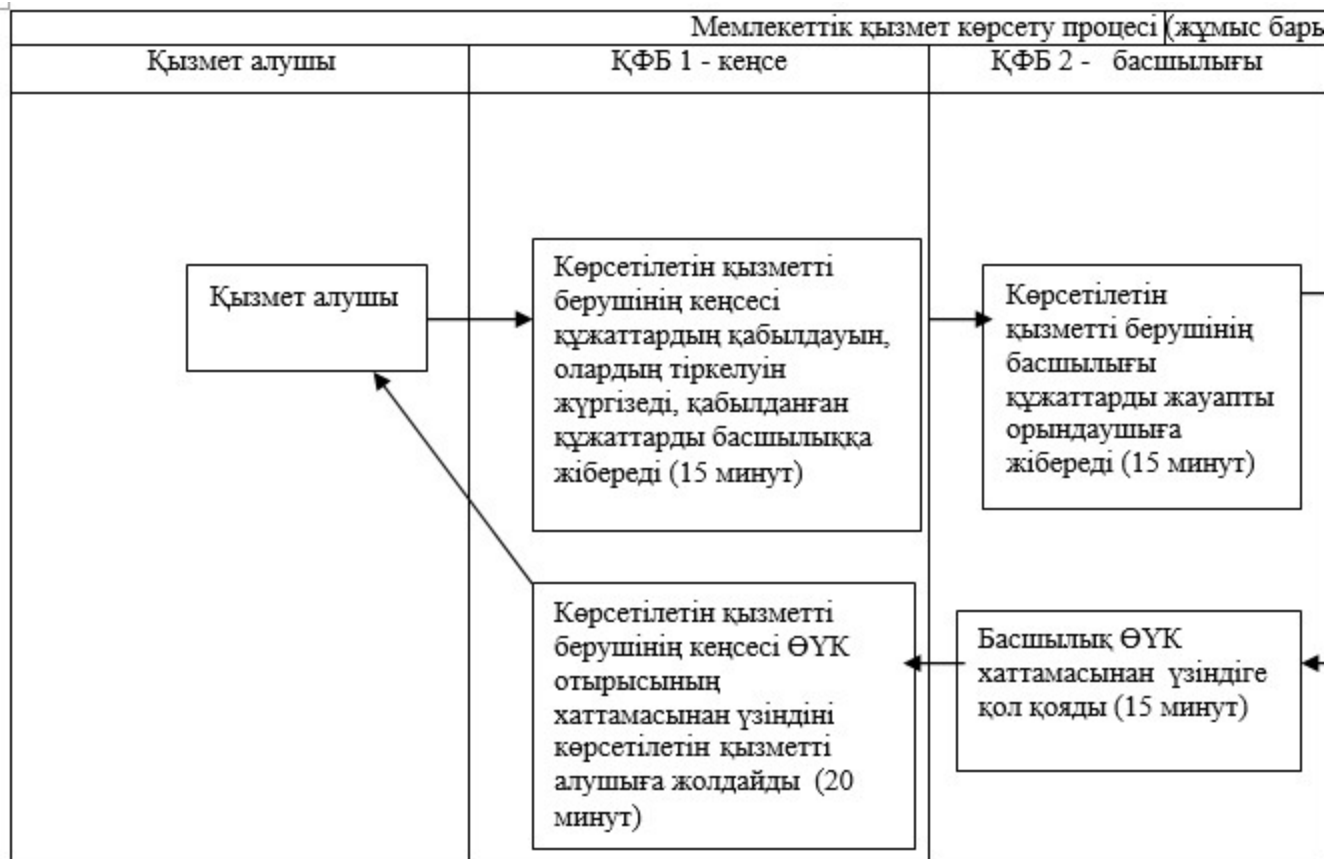 Мемлекеттік қызмет көрсету процесі (жұмыс бары
Қызмет алушы
ҚФБ 1 - кеңсе
ҚФБ 2 - басшылығы
Қызмет алушы
Көрсетілетін қызметті
берушінің кеңсесі
құжаттардың қабылдауын,
олардың тіркелуін
жүргізеді, қабылданған
құжаттарды басшылыққа
жібереді (15 минут)
Көрсетілетін
қызметті берушінің
басшылығы
құжаттарды жауапты
орындаушыға
жібереді (15 минут)
Көрсетілетін қызметті
берушінің кеңсесі ӨҮК
отырысының
хаттамасынан үзіндіні
көрсетілетін қызметті
алушыға жолдайды (20
минут)
Басшылық ӨҮК
хаттамасынан үзіндіге
қол қояды (15 минут)